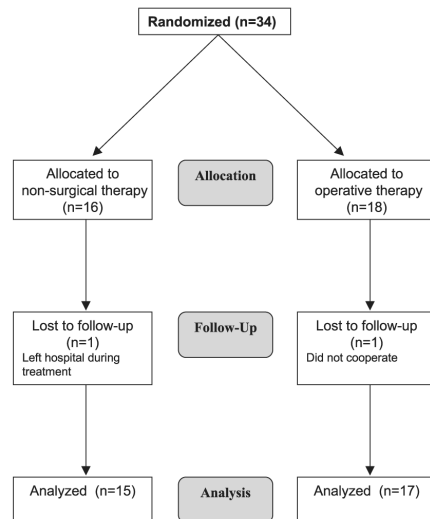 Randomized (n=34)
Allocated to
non-surgical therapy
(n=16)
Allocation
Allocated to
operative therapy
(n=18)
Lost to follow-up
(n=1)
Left hospital during
treatment
Follow-Up
Lost to follow-up
(n=1)
Did not cooperate
Analyzed (n=15)
Analysis
Analyzed (n=17)